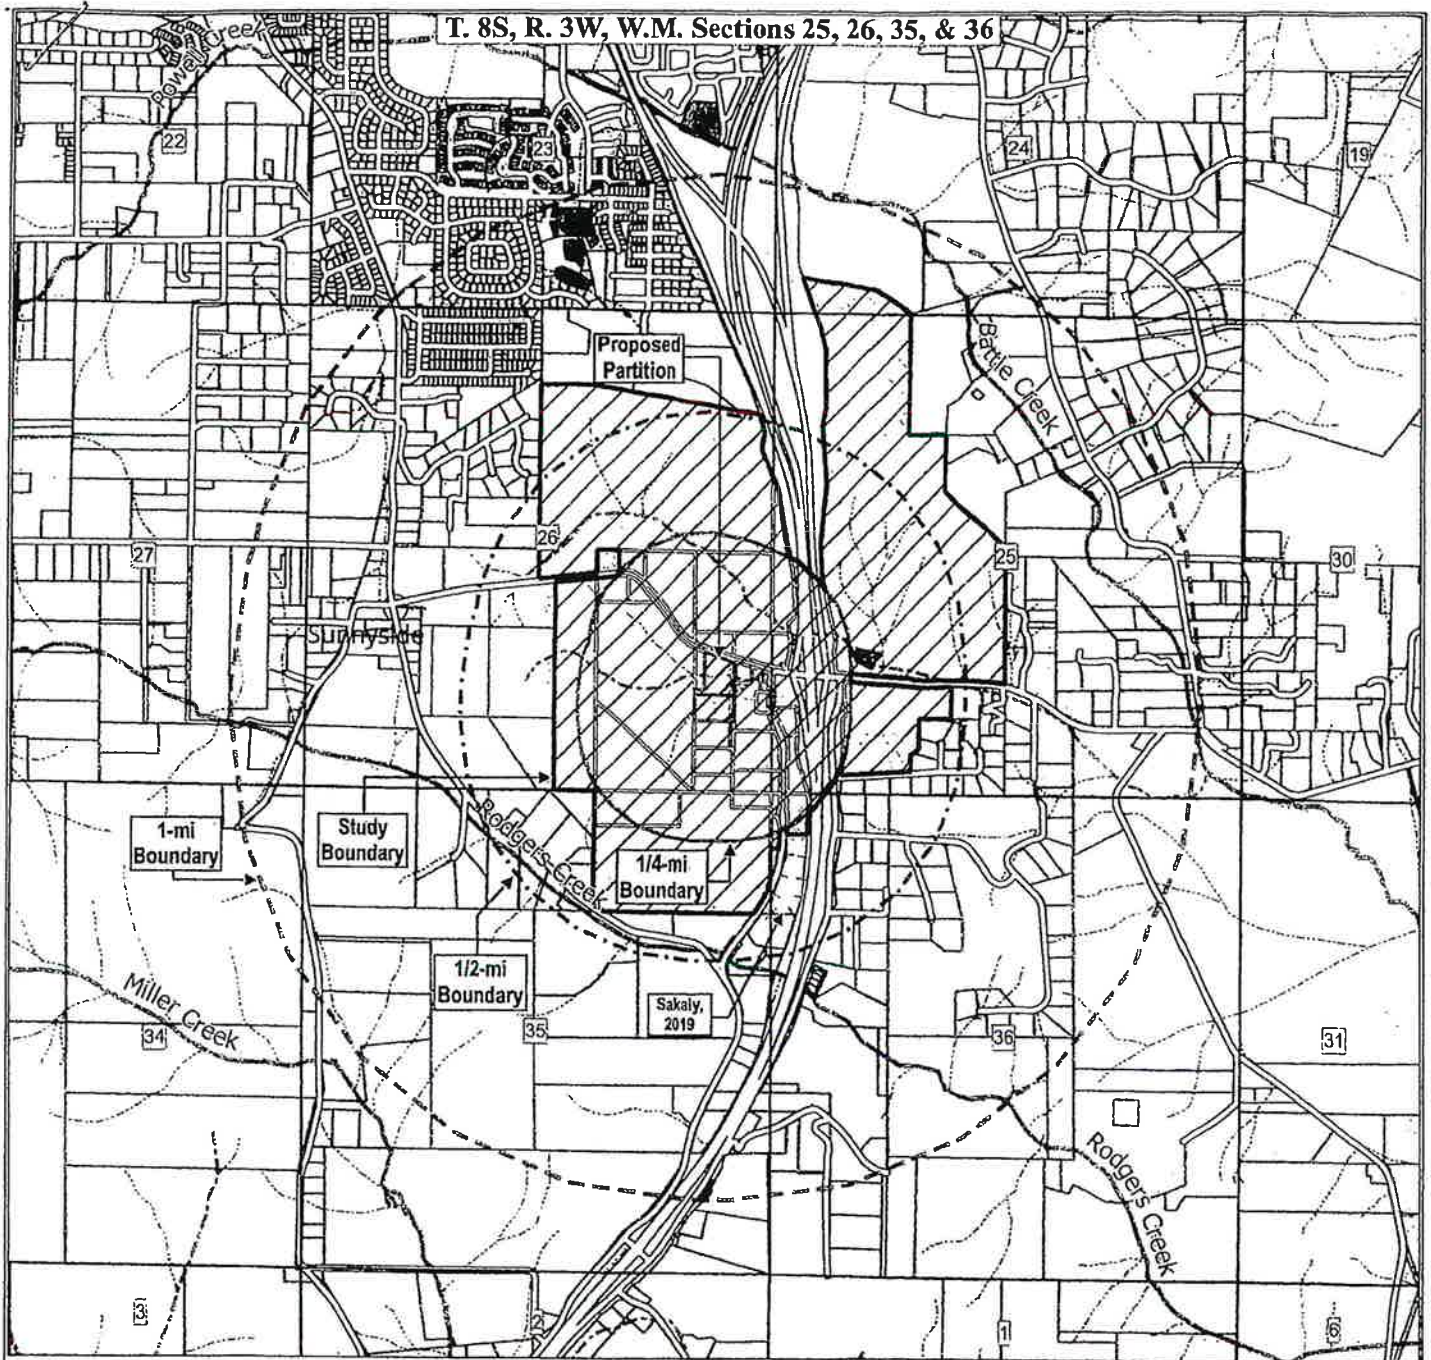 T. 8S, R. 3W, W.M. Sections 25, 26, 35, & 36
Powell Creek
22
23
24
19
Proposed
Partition
Battle Creek
26
27
25
30
Sunnyside
1-mi
Boundary
Study
Boundary
Rodgers Cree
1/4-mi
Boundary
1/2-mi
Boundary
Sakaly,
2019
Miller Creek
34
35
36
31
Rodgers Creek
3
2
1
6